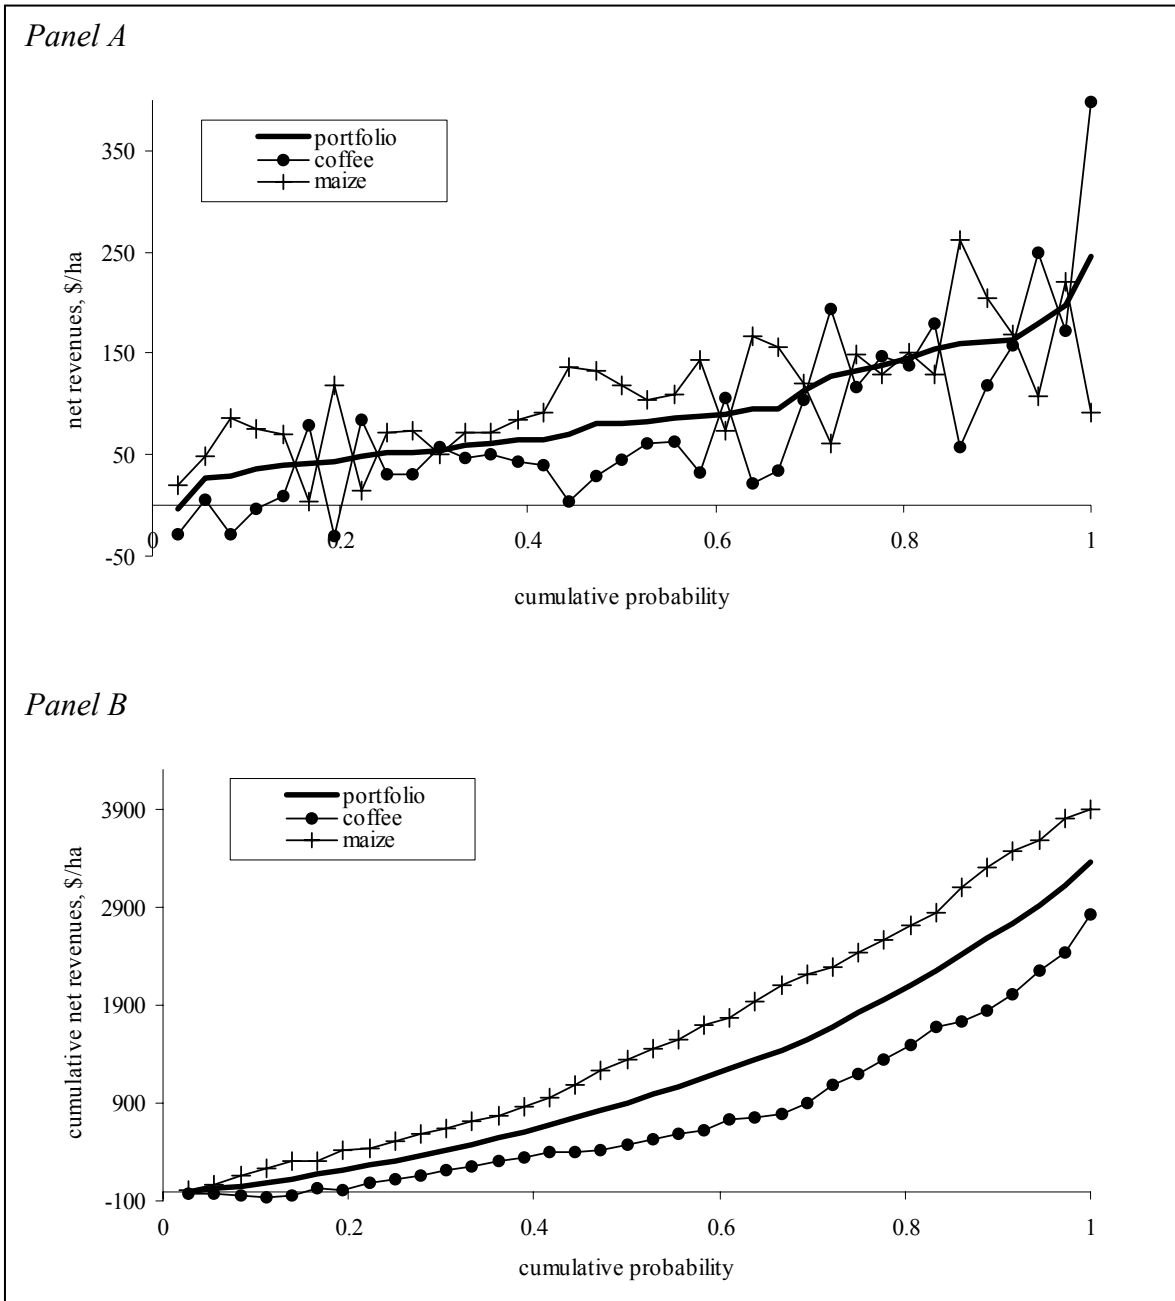 Panel A
portfolio
coffee
maize
350
250
150
50
-50
net revenues, $/ha
0
0.2
0.4
0.6
0.8
1
cumulative probability
Panel B
portfolio
coffee
maize
3900
2900
1900
900
-100
cumulative net revenues, $/ha
0
0.2
0.4
0.6
0.8
1
cumulative probability